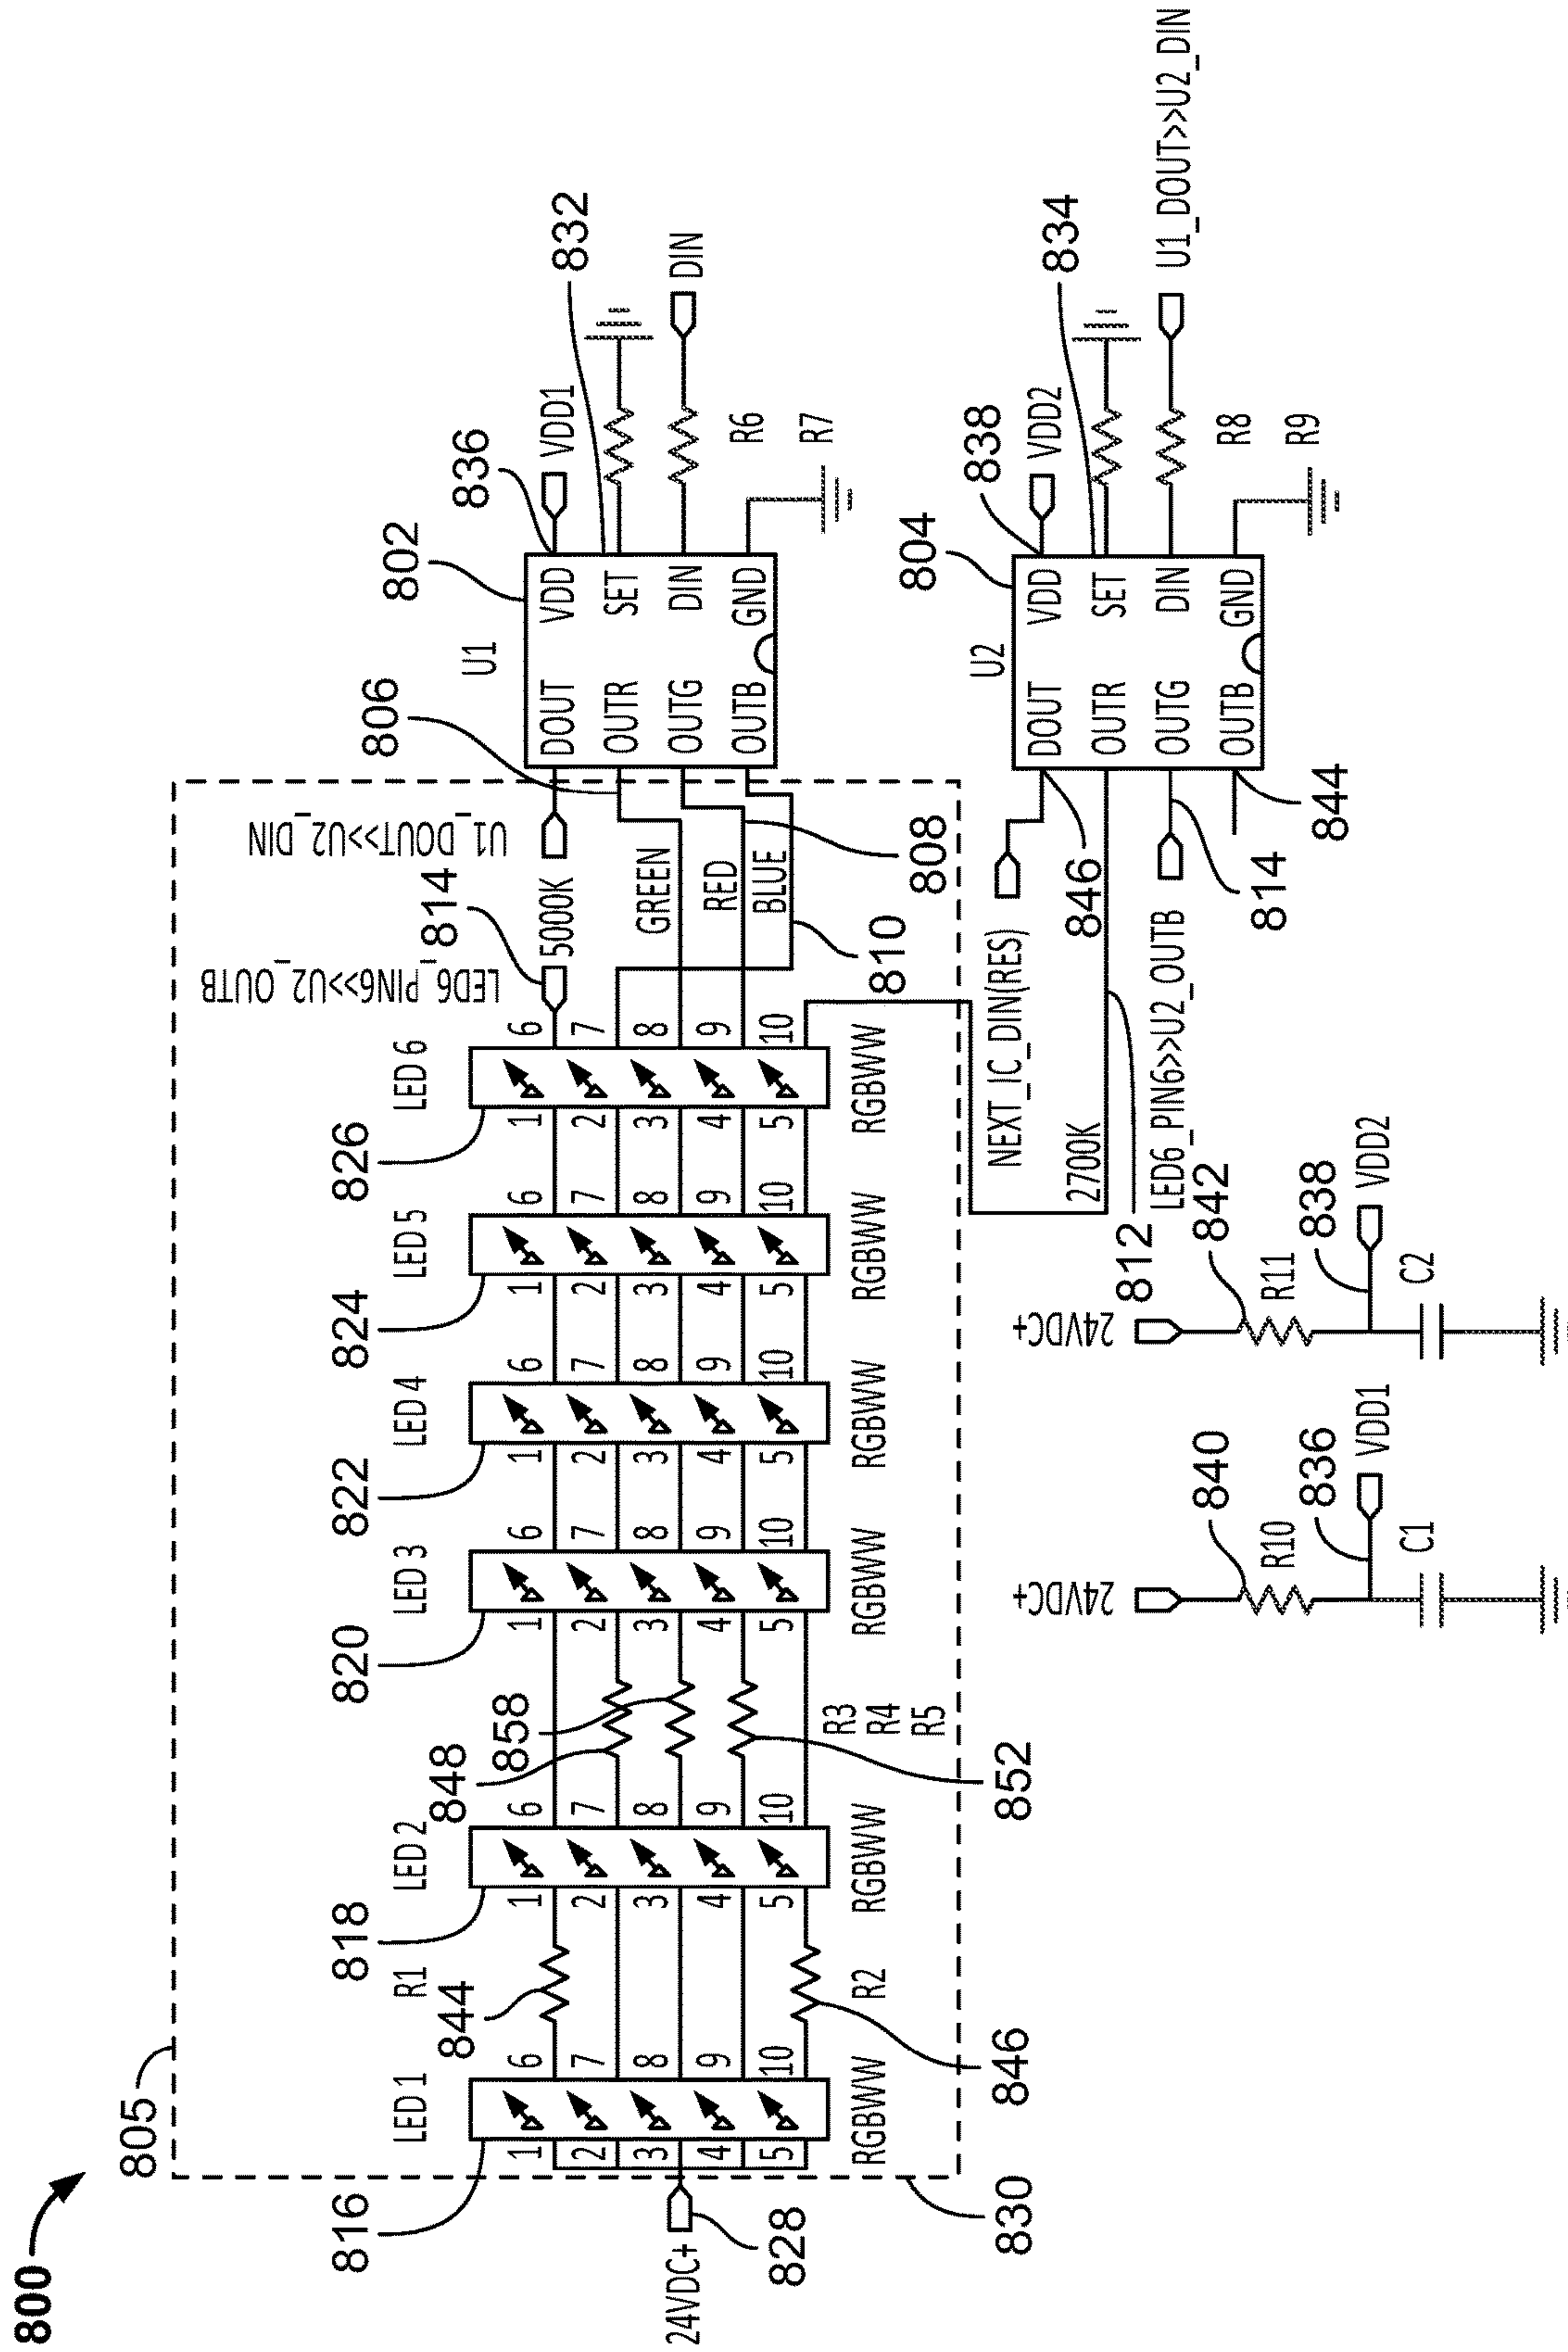 800
805
816
818
820
822
824
826
LED 1
LED 2
LED 3
LED 4
LED 5
LED 6
R1
844
848
858
LED6_PIN6>>U2_OUTB
814
5000K
U1_DOUT>>U2_DIN
806
U1
802
836
VDD1
832
1 6
2 7
3 8
4 9
5 10
1 6
2 7
3 8
4 9
5 10
1 6
2 7
3 8
4 9
5 10
1 6
2 7
3 8
4 9
5 10
1 6
2 7
3 8
4 9
5 10
1 6
2 7
3 8
4 9
5 10
GREEN
RED
BLUE
DOUT VDD
OUTR SET
OUTG DIN
OUTB GND
DIN
R6
R7
24VDC+
828
830
RGBWW
R2
846
RGBWW
R3
R4
R5
852
RGBWW
RGBWW
RGBWW
RGBWW
810
808
NEXT_IC_DIN(RES)
2700K
812
846
LED6_PIN6>>U2_OUTB
814
844
U2
804
838
VDD2
834
DOUT VDD
OUTR SET
OUTG DIN
OUTB GND
U1_DOUT>>U2_DIN
R8
R9
24VDC+
840
R10
836
VDD1
C1
24VDC+
842
R11
838
VDD2
C2